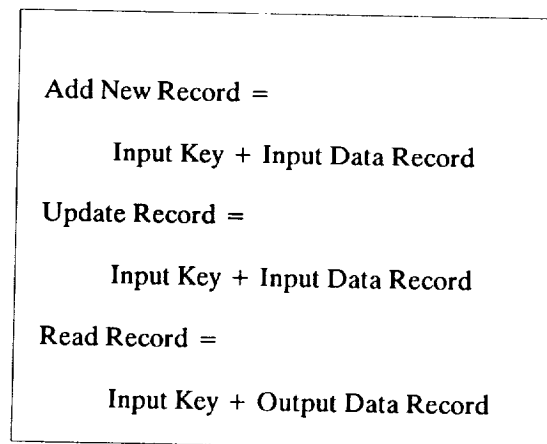 Add New Record =
Input Key + Input Data Record
Update Record =
Input Key + Input Data Record
Read Record =
Input Key + Output Data Record